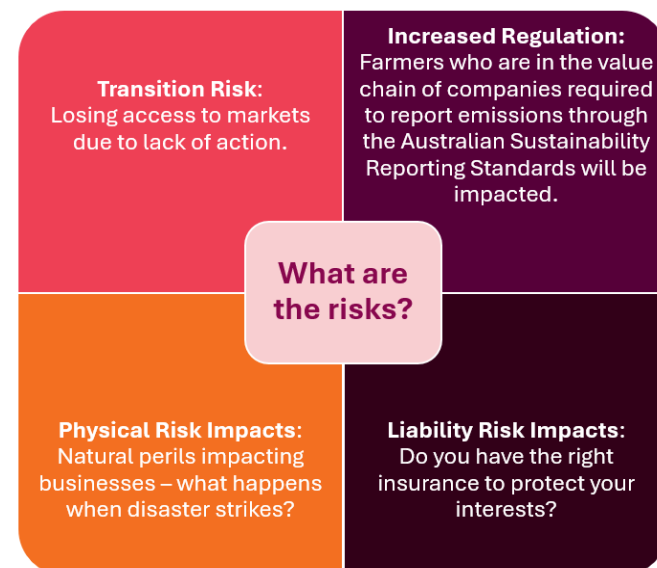 Transition Risk:
Losing access to markets
due to lack of action.
Increased Regulation:
Farmers who are in the value
chain of companies required
to report emissions through
the Australian Sustainability
Reporting Standards will be
impacted.
What are
the risks?
Physical Risk Impacts:
Natural perils impacting
businesses – what happens
when disaster strikes?
Liability Risk Impacts:
Do you have the right
insurance to protect your
interests?